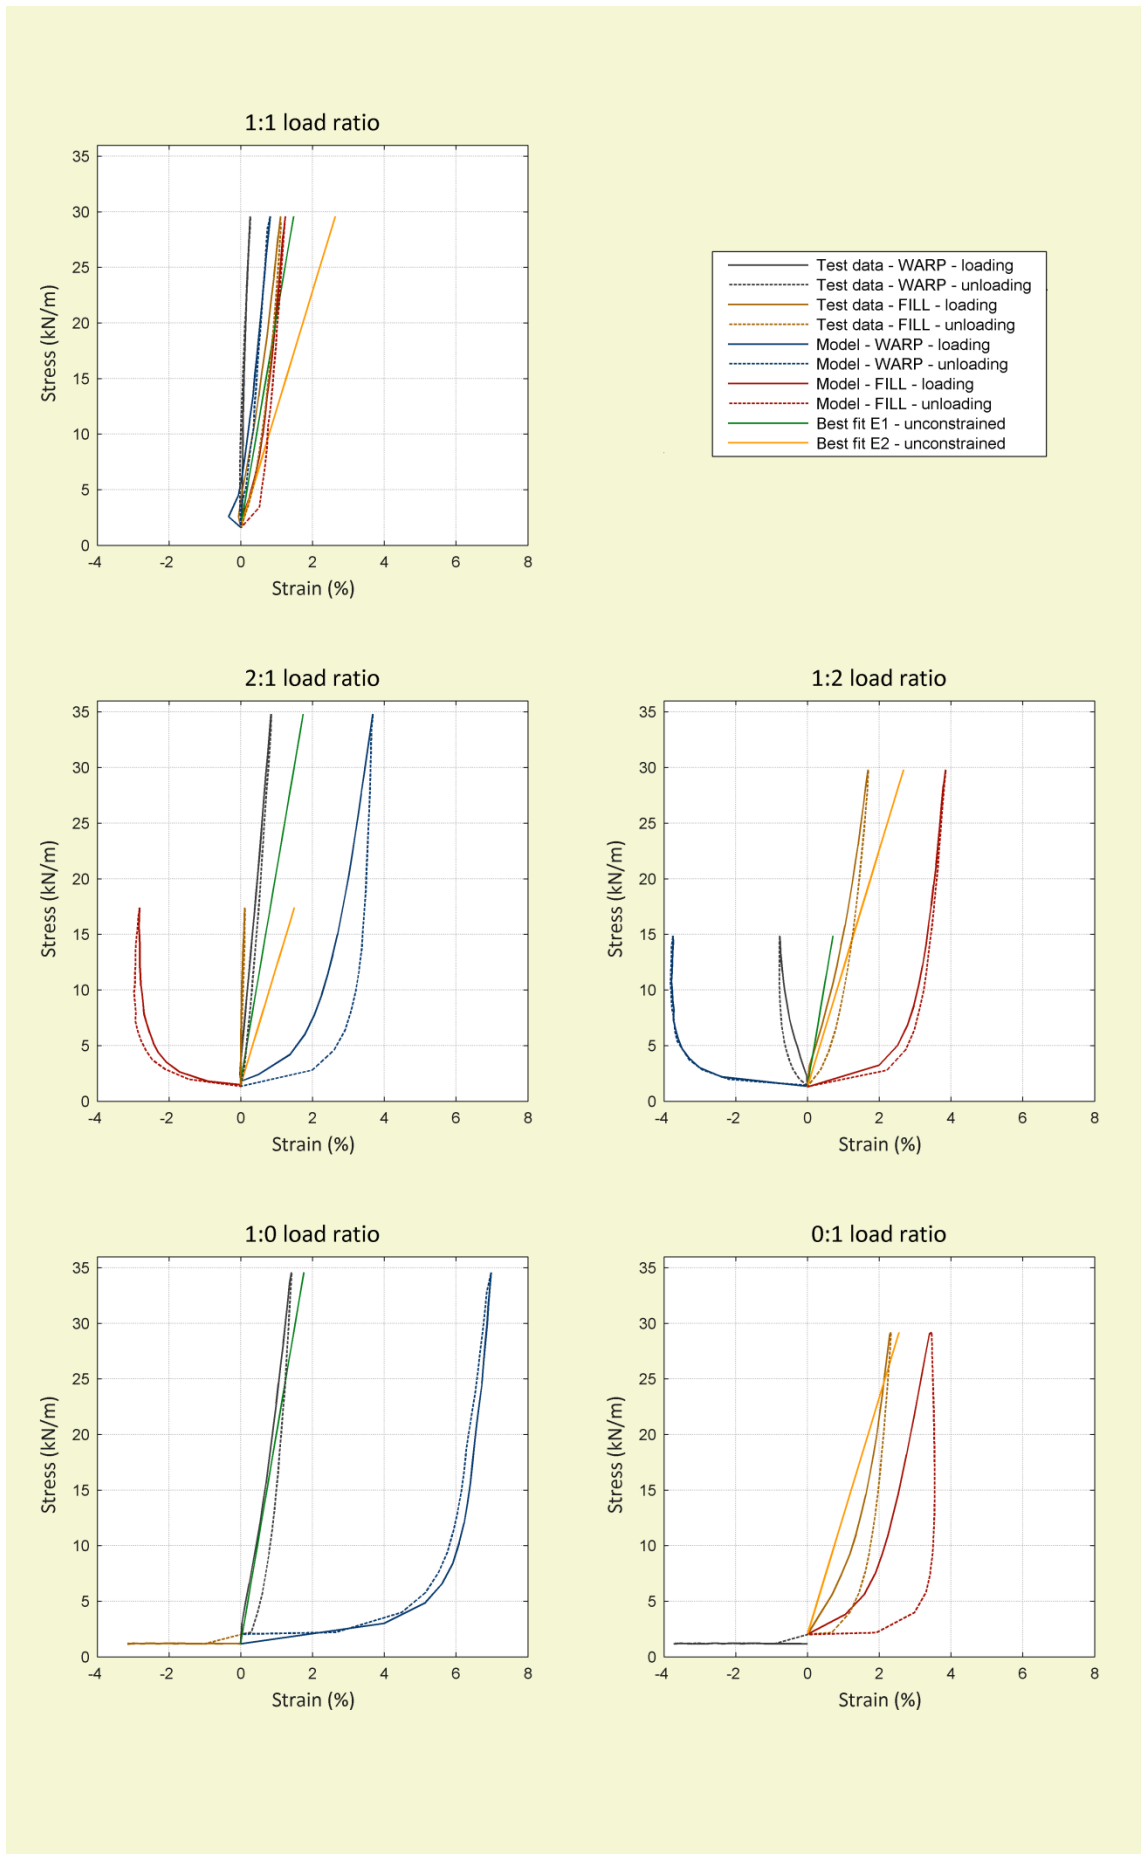 1:1 load ratio
35
30
25
20
15
10
5
0
Stress (kN/m)
-4 -2 0 2 4 6 8
Strain (%)
Test data - WARP - loading
Test data - WARP - unloading
Test data - FILL - loading
Test data - FILL - unloading
Model - WARP - loading
Model - WARP - unloading
Model - FILL - loading
Model - FILL - unloading
Best fit E1 - unconstrained
Best fit E2 - unconstrained
2:1 load ratio
35
30
25
20
15
10
5
0
Stress (kN/m)
-4 -2 0 2 4 6 8
Strain (%)
1:2 load ratio
35
30
25
20
15
10
5
0
Stress (kN/m)
-4 -2 0 2 4 6 8
Strain (%)
1:0 load ratio
35
30
25
20
15
10
5
0
Stress (kN/m)
-4 -2 0 2 4 6 8
Strain (%)
0:1 load ratio
35
30
25
20
15
10
5
0
Stress (kN/m)
-4 -2 0 2 4 6 8
Strain (%)